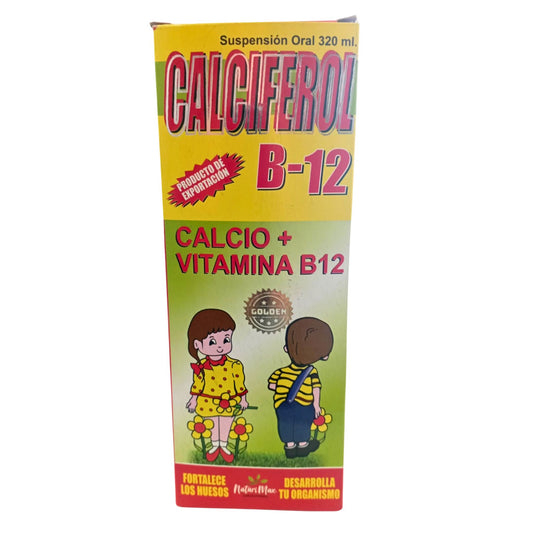 Suspensión Oral 320 ml.
CALCIFEROL
B-12
PRODUCTO DE
EXPORTACIÓN
CALCIO +
VITAMINA B12
GOLDEN
FORTALECE
LOS HUESOS
NaturiMax
DESARROLLA
TU ORGANISMO